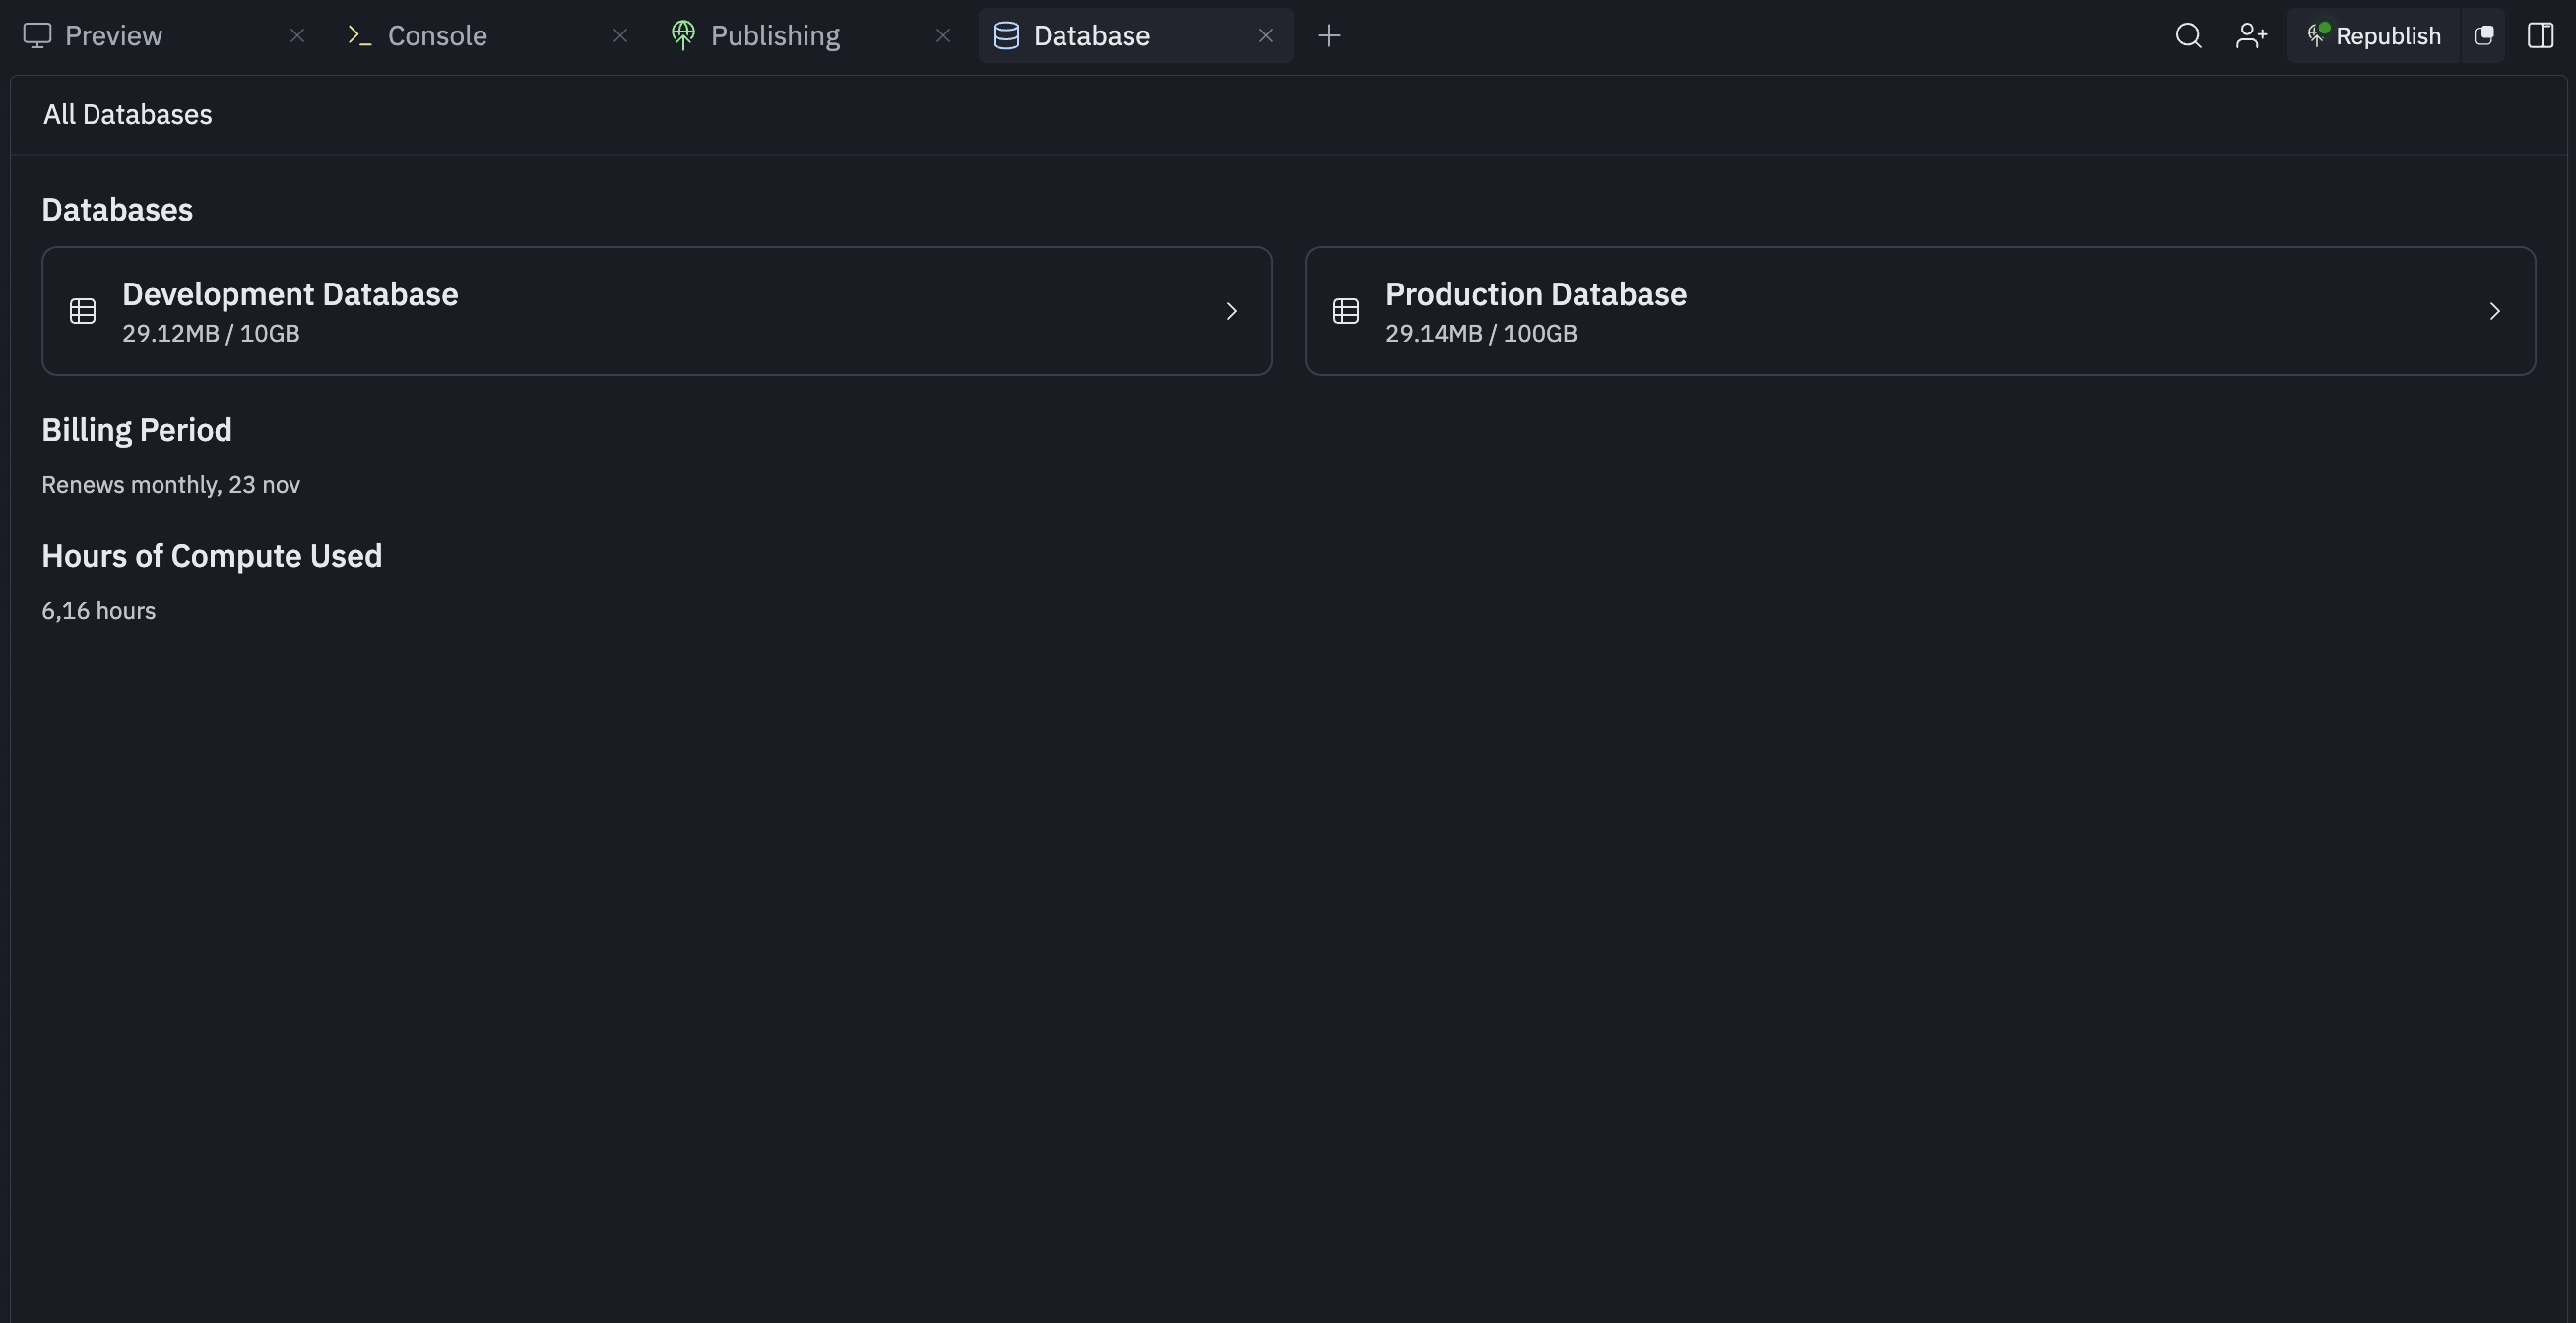 Preview
Console
Publishing
Database
Republish
All Databases
Databases
Development Database
29.12MB / 10GB
Production Database
29.14MB / 100GB
Billing Period
Renews monthly, 23 nov
Hours of Compute Used
6,16 hours